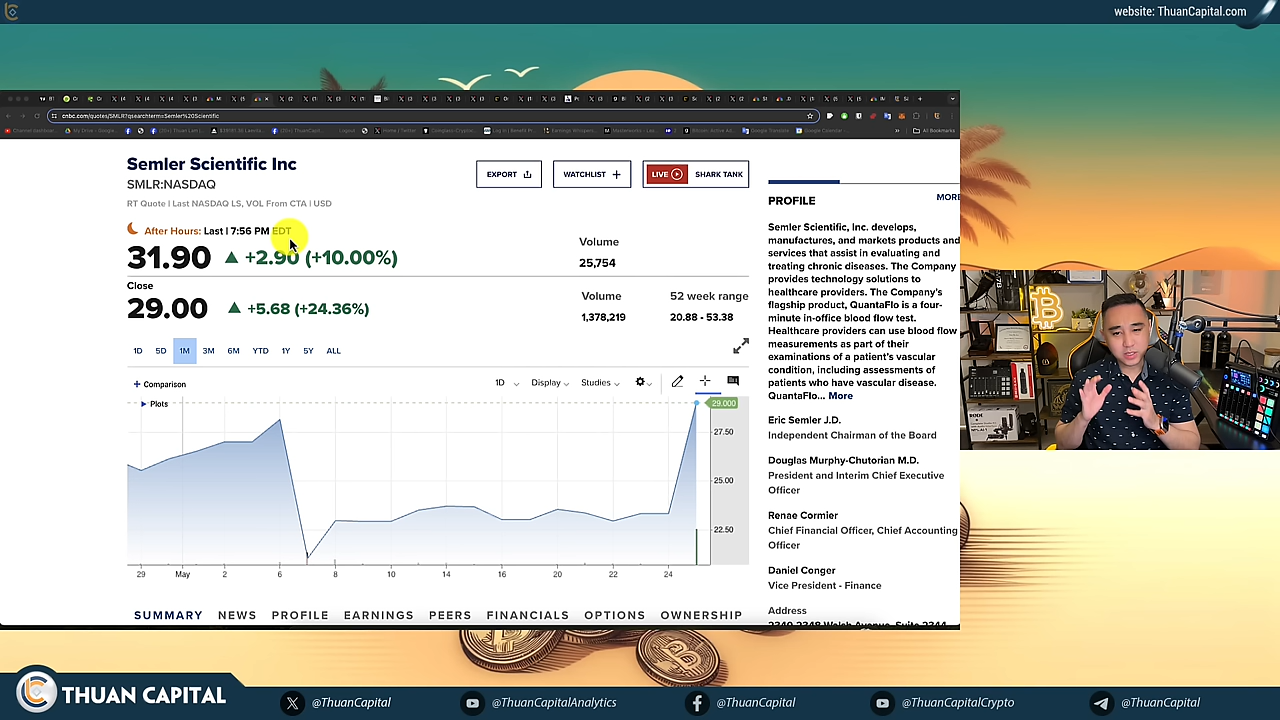 website: ThuanCapital.com
cnbc.com/quotes/SMLR?qsearchterm=Semler%20Scientific
All Bookmarks
Semler Scientific Inc
SMLR:NASDAQ
RT Quote | Last NASDAQ LS, VOL From CTA | USD
EXPORT
WATCHLIST
LIVE
SHARK TANK
After Hours: Last | 7:56 PM EDT
31.90
+2.90 (+10.00%)
Volume
25,754
Close
29.00
+5.68 (+24.36%)
Volume
1,378,219
52 week range
20.88 - 53.38
1D 5D 1M 3M 6M YTD 1Y 5Y ALL
+ Comparison
1D
Display
Studies
Plots
29.000
27.50
25.00
22.50
29 May 2 6 8 10 14 16 20 22 24
SUMMARY NEWS PROFILE EARNINGS PEERS FINANCIALS OPTIONS OWNERSHIP
PROFILE
MORE
Semler Scientific, Inc. develops,
manufactures, and markets products and
services that assist in evaluating and
treating chronic diseases. The Company
provides technology solutions to
healthcare providers. The Company's
flagship product, QuantaFlo is a four-
minute in-office blood flow test.
Healthcare providers can use blood flow
measurements as part of their
examinations of a patient's vascular
condition, including assessments of
patients who have vascular disease.
QuantaFlo... More
Eric Semler J.D.
Independent Chairman of the Board
Douglas Murphy-Chutorian M.D.
President and Interim Chief Executive
Officer
Renae Cormier
Chief Financial Officer, Chief Accounting
Officer
Daniel Conger
Vice President - Finance
Address
THUAN CAPITAL
@ThuanCapital
@ThuanCapitalAnalytics
@ThuanCapital
@ThuanCapitalCrypto
@ThuanCapital